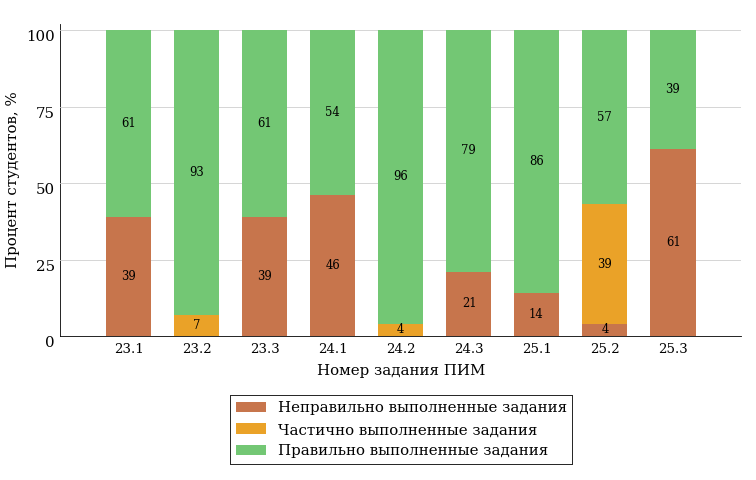 Процент студентов, %
100
75
50
25
0
61 93 61 54 96 79 86 57 39
39 7 39 46 4 21 14 39 61
4
23.1 23.2 23.3 24.1 24.2 24.3 25.1 25.2 25.3
Номер задания ПИМ
Неправильно выполненные задания
Частично выполненные задания
Правильно выполненные задания